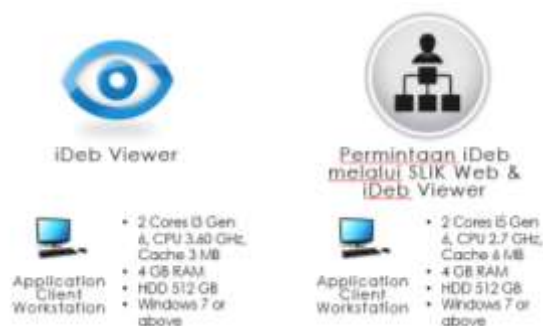 iDeb Viewer
Application
Client
Workstation
• 2 Cores i3 Gen
6, CPU 3.60 GHz,
Cache 3 MB
• 4 GB RAM
• HDD 512 GB
• Windows 7 or
above
Permintaan iDeb
melalui SLIK Web &
iDeb Viewer
Application
Client
Workstation
• 2 Cores i5 Gen
6, CPU 2.7 GHz,
Cache 6 MB
• 4 GB RAM
• HDD 512 GB
• Windows 7 or
above